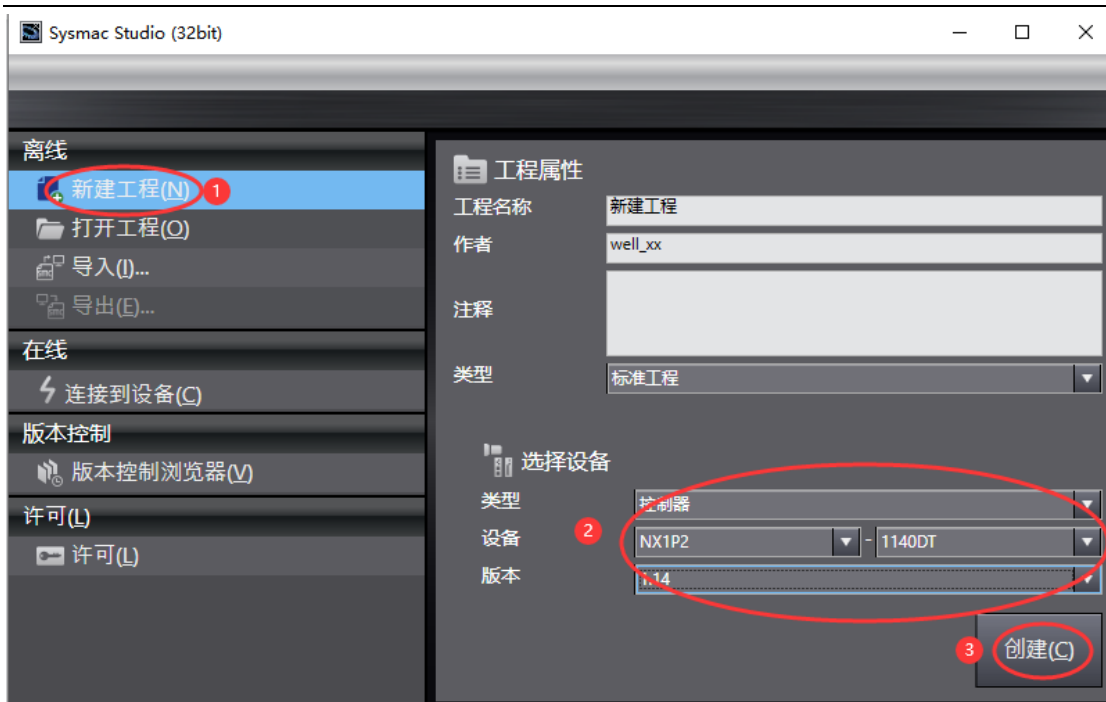 Sysmac Studio (32bit)
离线
新建工程(N) 1
打开工程(O)
导入(I)...
导出(E)...
在线
连接到设备(C)
版本控制
版本控制浏览器(V)
许可(L)
许可(L)
工程属性
工程名称 新建工程
作者 well_xx
注释
类型 标准工程
选择设备
类型 控制器
2
设备 NX1P2 - 1140DT
版本 1.14
3 创建(C)